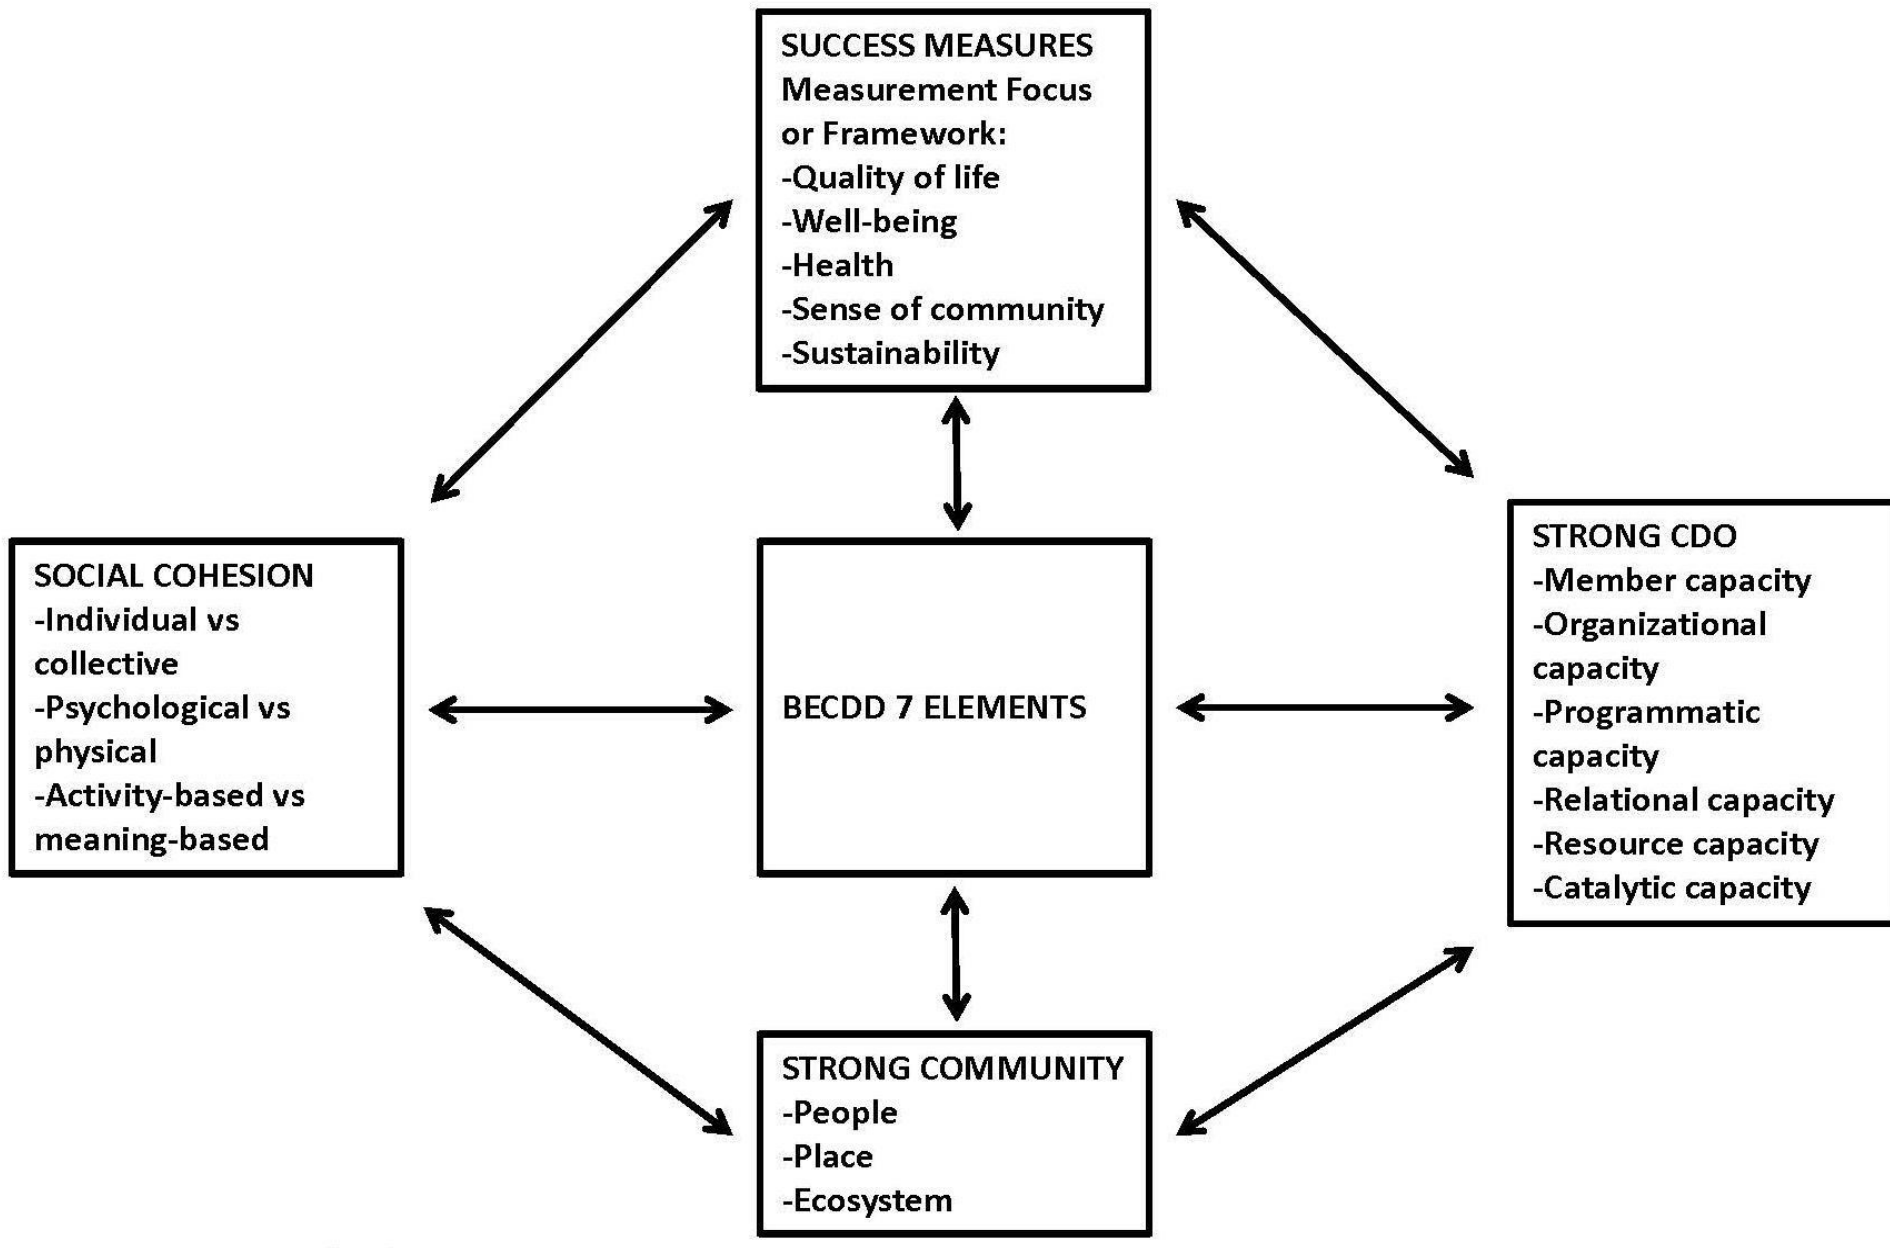 SUCCESS MEASURES
Measurement Focus
or Framework:
-Quality of life
-Well-being
-Health
-Sense of community
-Sustainability
SOCIAL COHESION
-Individual vs
collective
-Psychological vs
physical
-Activity-based vs
meaning-based
BECDD 7 ELEMENTS
STRONG CDO
-Member capacity
-Organizational
capacity
-Programmatic
capacity
-Relational capacity
-Resource capacity
-Catalytic capacity
STRONG COMMUNITY
-People
-Place
-Ecosystem